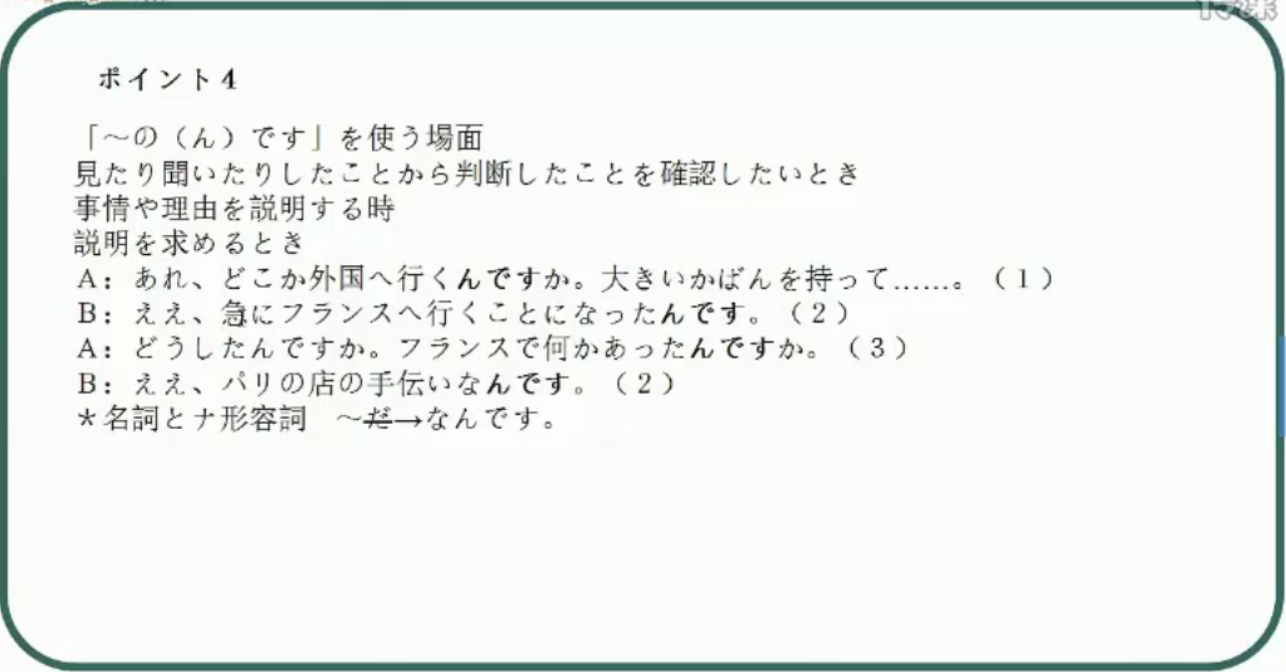 ポイント４
「～の（ん）です」を使う場面
見たり聞いたりしたことから判断したことを確認したいとき
事情や理由を説明する時
説明を求めるとき
A：あれ、どこか外国へ行くんですか。大きいかばんを持って……。（１）
B：ええ、急にフランスへ行くことになったんです。（２）
A：どうしたんですか。フランスで何かあったんですか。（３）
B：ええ、パリの店の手伝いなんです。（２）
＊名詞とナ形容詞　～だ→なんです。